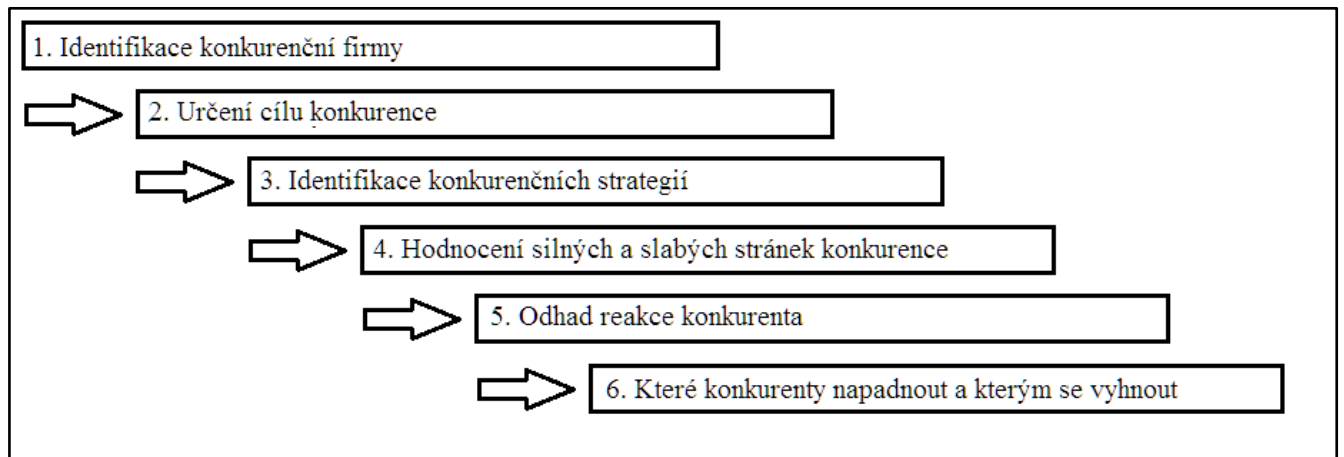 1. Identifikace konkurenční firmy
2. Určení cílu konkurence
3. Identifikace konkurenčních strategií
4. Hodnocení silných a slabých stránek konkurence
5. Odhad reakce konkurenta
6. Které konkurenty napadnout a kterým se vyhnout